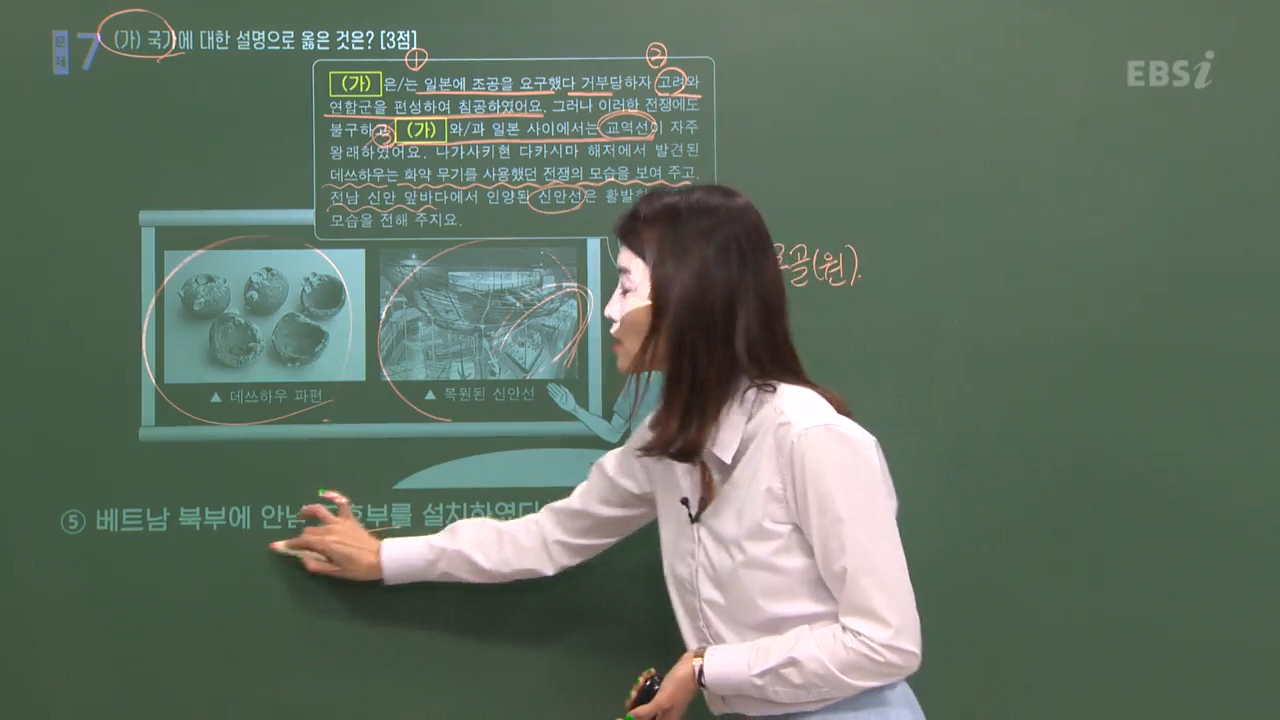 문제 7 (가) 국가에 대한 설명으로 옳은 것은? [3점]
EBSi
① ②
(가) 은/는 일본에 조공을 요구했다 거부당하자 고려와
연합군을 편성하여 침공하였어요. 그러나 이러한 전쟁에도
불구하고 ③ (가) 와/과 일본 사이에서는 교역선이 자주
왕래하였어요. 나가사키현 다카시마 해저에서 발견된
데쓰하우는 화약 무기를 사용했던 전쟁의 모습을 보여 주고,
전남 신안 앞바다에서 인양된 신안선은
모습을 전해 주지요.
(원).
▲ 데쓰하우 파편
▲ 복원된 신안선
⑤ 베트남 북부에 안남 를 설치하였다